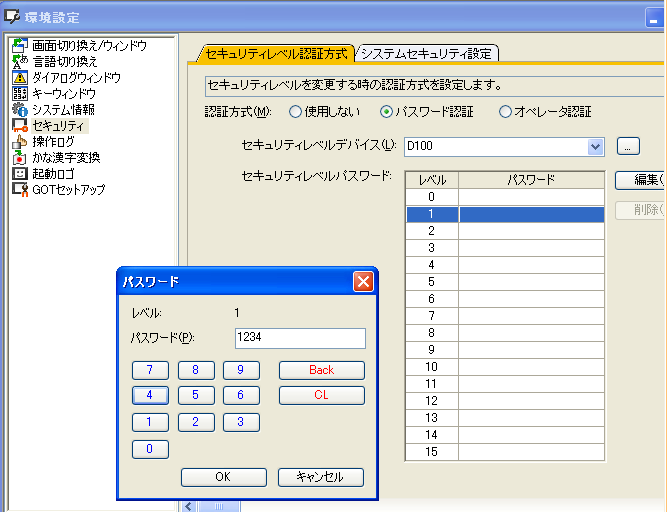 環境設定
画面切り換え/ウィンドウ
言語切り換え
ダイアログウィンドウ
キーウィンドウ
システム情報
セキュリティ
操作ログ
かな漢字変換
起動ロゴ
GOTセットアップ
セキュリティレベル認証方式
システムセキュリティ設定
セキュリティレベルを変更する時の認証方式を設定します。
認証方式(M): 使用しない パスワード認証 オペレータ認証
セキュリティレベルデバイス(L): D100 ...
セキュリティレベルパスワード:
レベル パスワード
編集(
0
削除(
1
2
3
4
5
6
7
8
9
10
11
12
13
14
15
パスワード
レベル: 1
パスワード(P): 1234
7 8 9 Back
4 5 6 CL
1 2 3
0
OK キャンセル